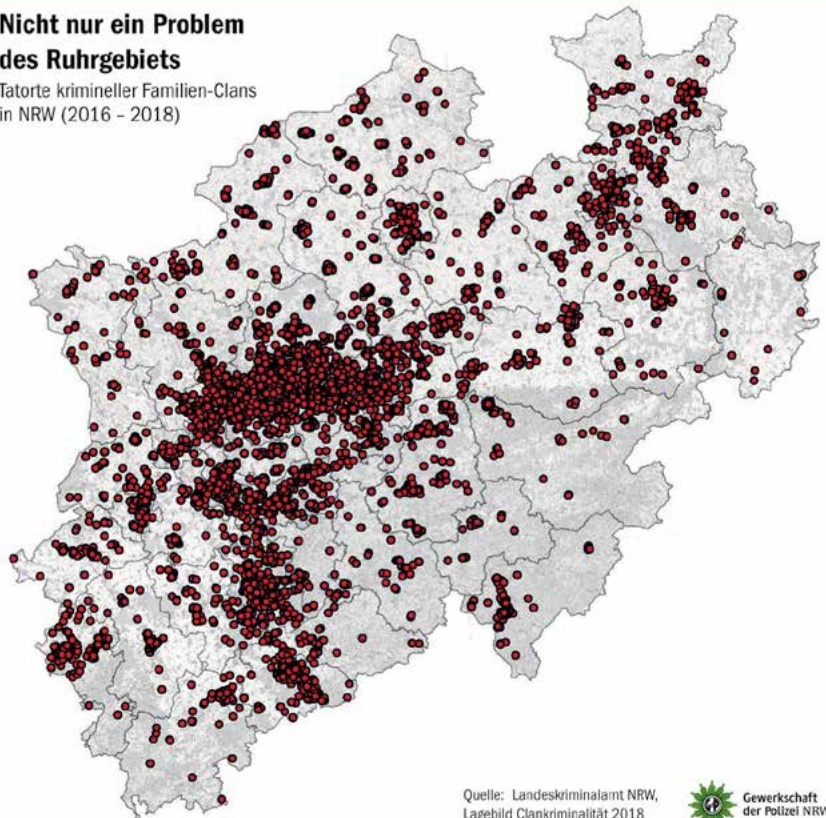 Nicht nur ein Problem
des Ruhrgebiets
Tatorte krimineller Familien-Clans
in NRW (2016 – 2018)
Quelle: Landeskriminalamt NRW,
Lagebild Clankriminalität 2018
Gewerkschaft
der Polizei NRW